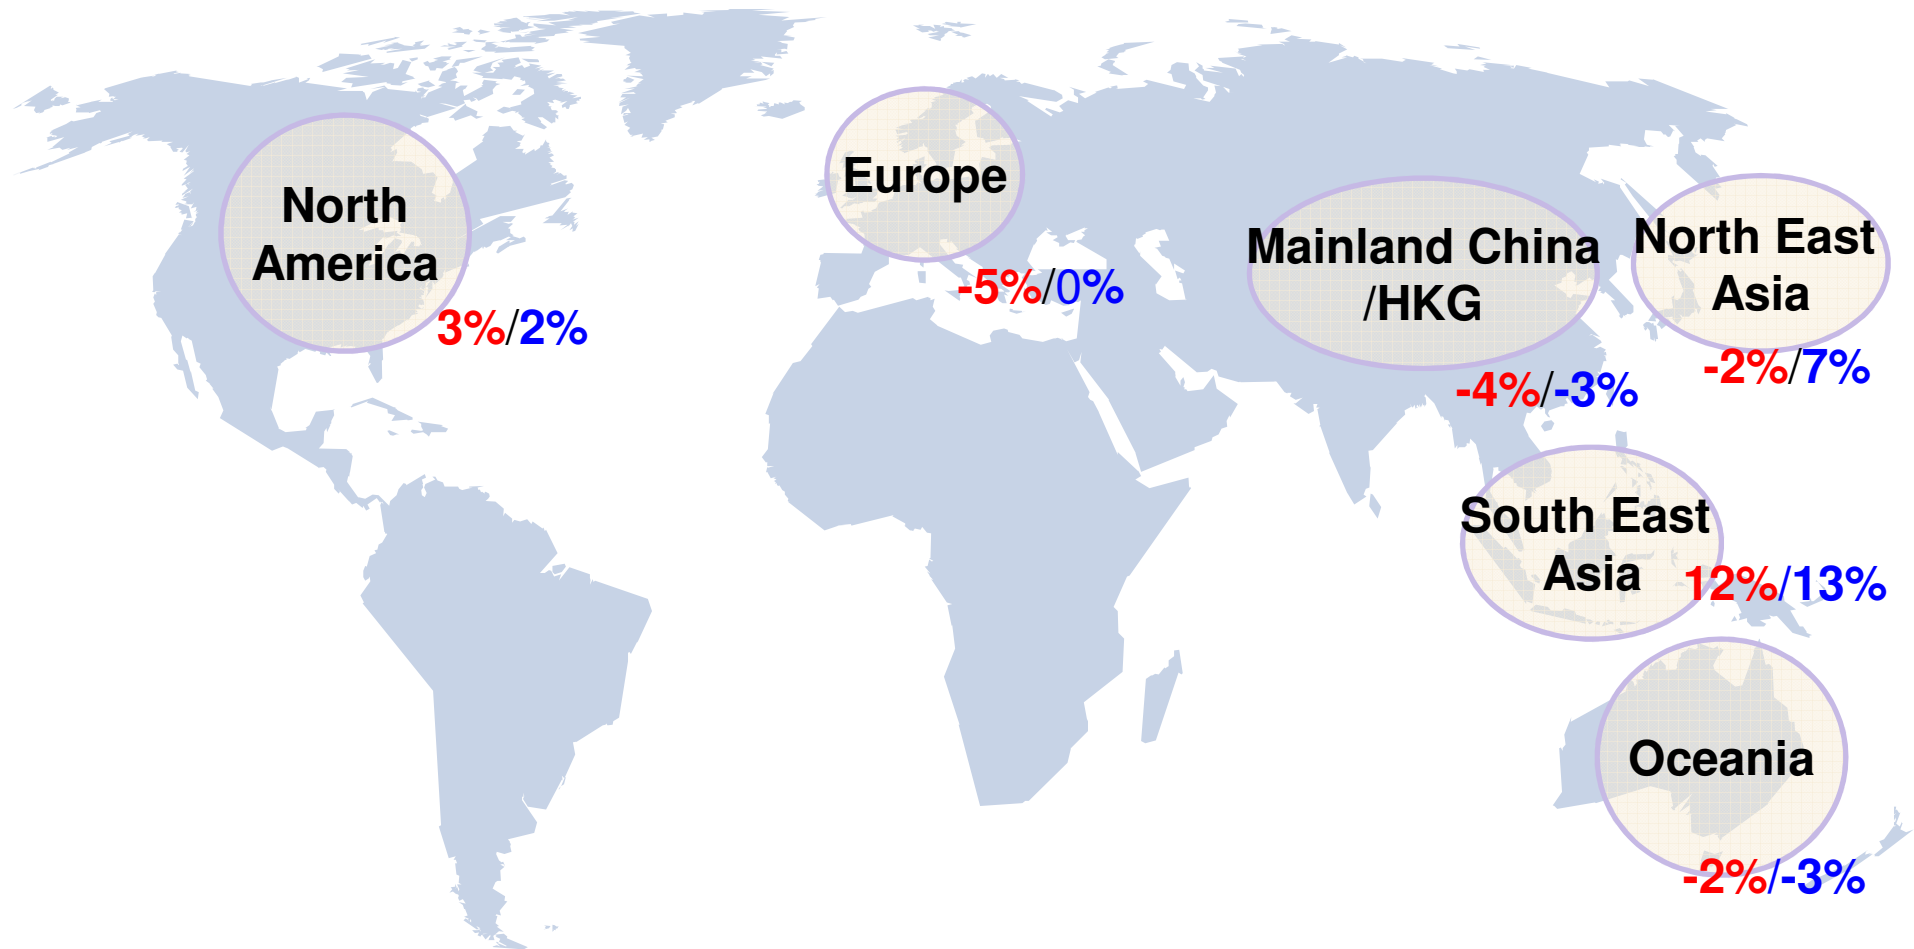 North
America
3%/2%
Europe
-5%/0%
Mainland China
/HKG
-4%/-3%
North East
Asia
-2%/7%
South East
Asia
12%/13%
Oceania
-2%/-3%